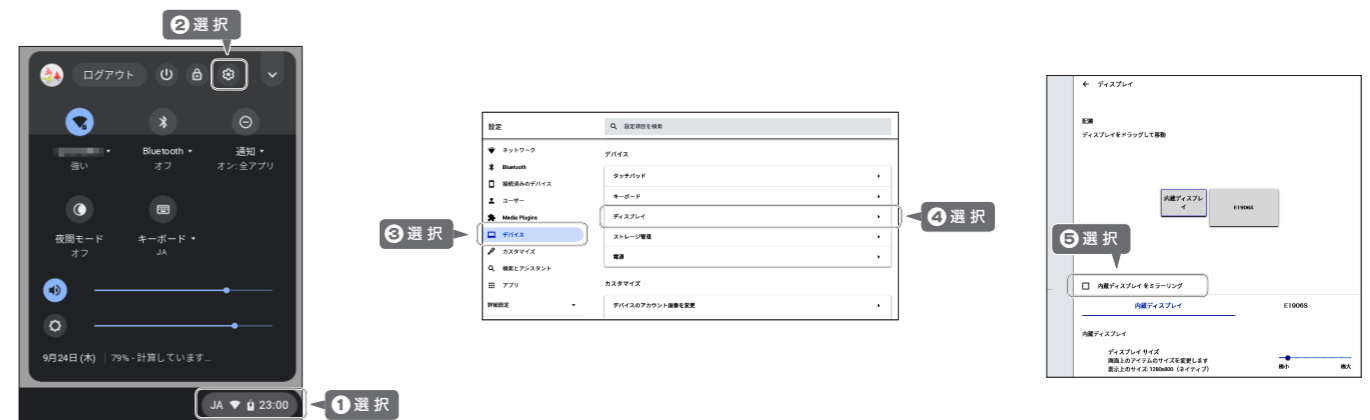 ❷選択
ログアウト
強い
Bluetooth
オフ
通知
オン:全アプリ
夜間モード
オフ
キーボード
JA
9月24日(木) | 79% - 計算しています...
JA 23:00
❶選択
設定
設定項目を検索
ネットワーク
Bluetooth
接続済みのデバイス
ユーザー
Media Plugins
デバイス
カスタマイズ
検索とアシスタント
アプリ
詳細設定
❸選択
デバイス
タッチパッド
キーボード
ディスプレイ
ストレージ管理
電源
カスタマイズ
デバイスのアカウント画像を変更
❹選択
← ディスプレイ
配置
ディスプレイをドラッグして移動
内蔵ディスプレ
イ
E1906S
❺選択
内蔵ディスプレイをミラーリング
内蔵ディスプレイ
E1906S
内蔵ディスプレイ
ディスプレイ サイズ
画面上のアイテムのサイズを変更します
表示上のサイズ: 1280x800(ネイティブ)
極小
極大